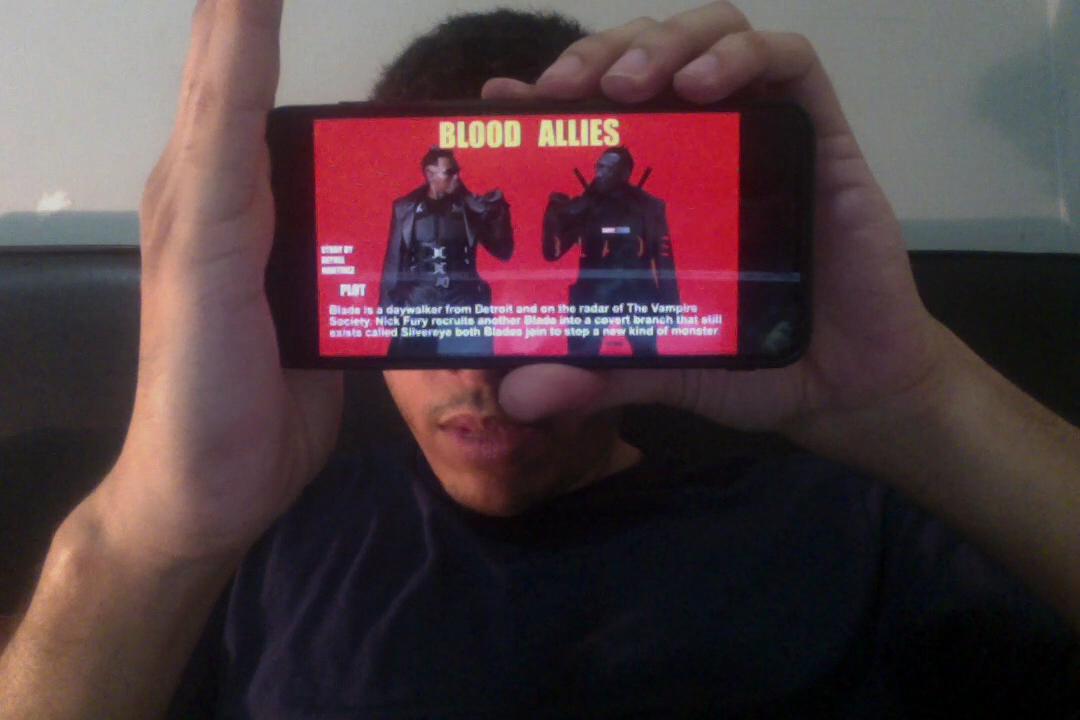 BLOOD ALLIES
STORY BY
PLOT
Blade is a daywalker from Detroit and on the radar of The Vampire
Society. Nick Fury recruits another Blade into a covert branch that still
exists called Silvereye both Blades join to stop a new kind of monster